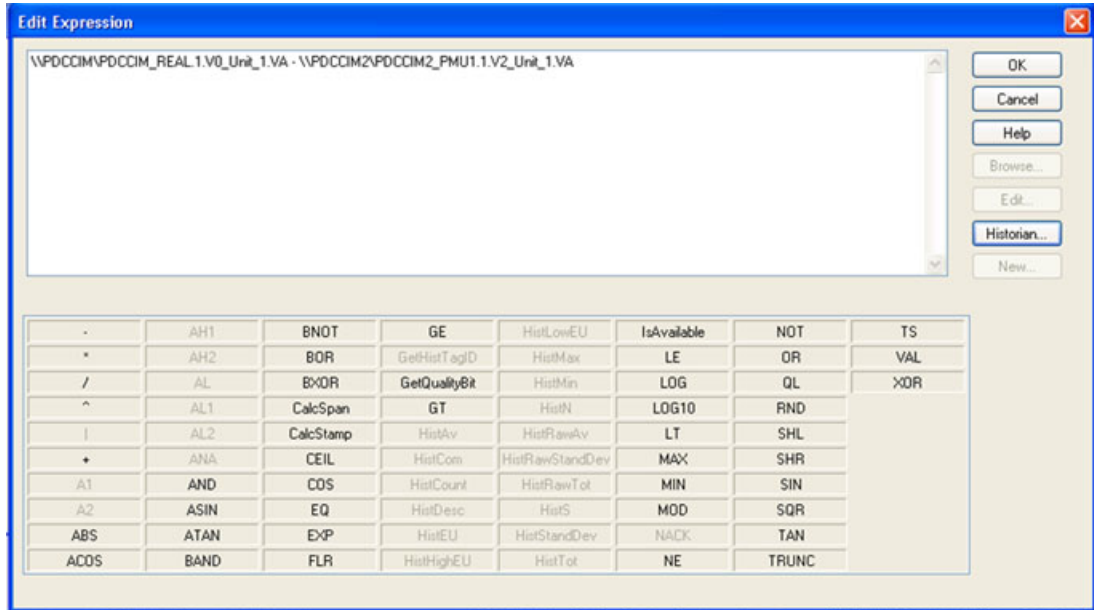 Edit Expression
\\PDCCIM\PDCCIM_REAL.1.V0_Unit_1.VA - \\PDCCIM2\PDCCIM2_PMU1.1.V2_Unit_1.VA
OK
Cancel
Help
Browse...
Edit...
Historian...
New...
- AH1 BNOT GE HistLowEU IsAvailable NOT TS
* AH2 BOR GetHistTagID HistMax LE OR VAL
/ AL BXOR GetQualityBit HistMin LOG QL XOR
^ AL1 CalcSpan GT HistN LOG10 RND
| AL2 CalcStamp HistAv HistRawAv LT SHL
+ ANA CEIL HistCom HistRawStandDev MAX SHR
A1 AND COS HistCount HistRawTot MIN SIN
A2 ASIN EQ HistDesc HistS MOD SQR
ABS ATAN EXP HistEU HistStandDev NACK TAN
ACOS BAND FLR HistHighEU HistTot NE TRUNC